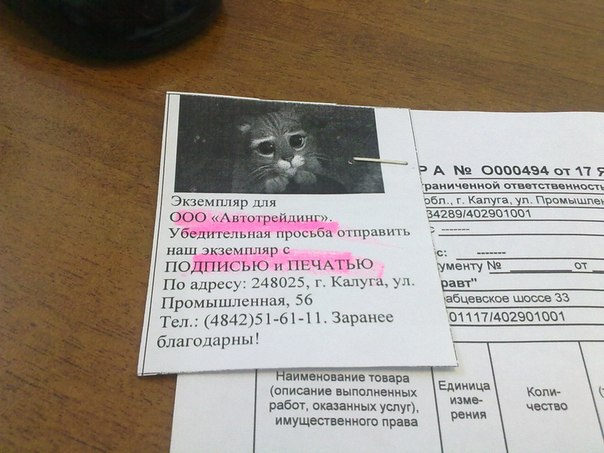 Экземпляр для
ООО «Автотрейдинг».
Убедительная просьба отправить
наш экземпляр с
ПОДПИСЬЮ и ПЕЧАТЬЮ
По адресу: 248025, г. Калуга, ул.
Промышленная, 56
Тел.: (4842)51-61-11. Заранее
благодарны!
Р А № О000494 от 17 Я
граниченной ответственность
обл., г. Калуга, ул. Промышлен
34289/402901001
с: -------
ументу № от
равт"
абцевское шоссе 33
01117/402901001
Наименование товара
(описание выполненных
работ, оказанных услуг),
имущественного права
Единица
изме-
рения
Коли-
чество